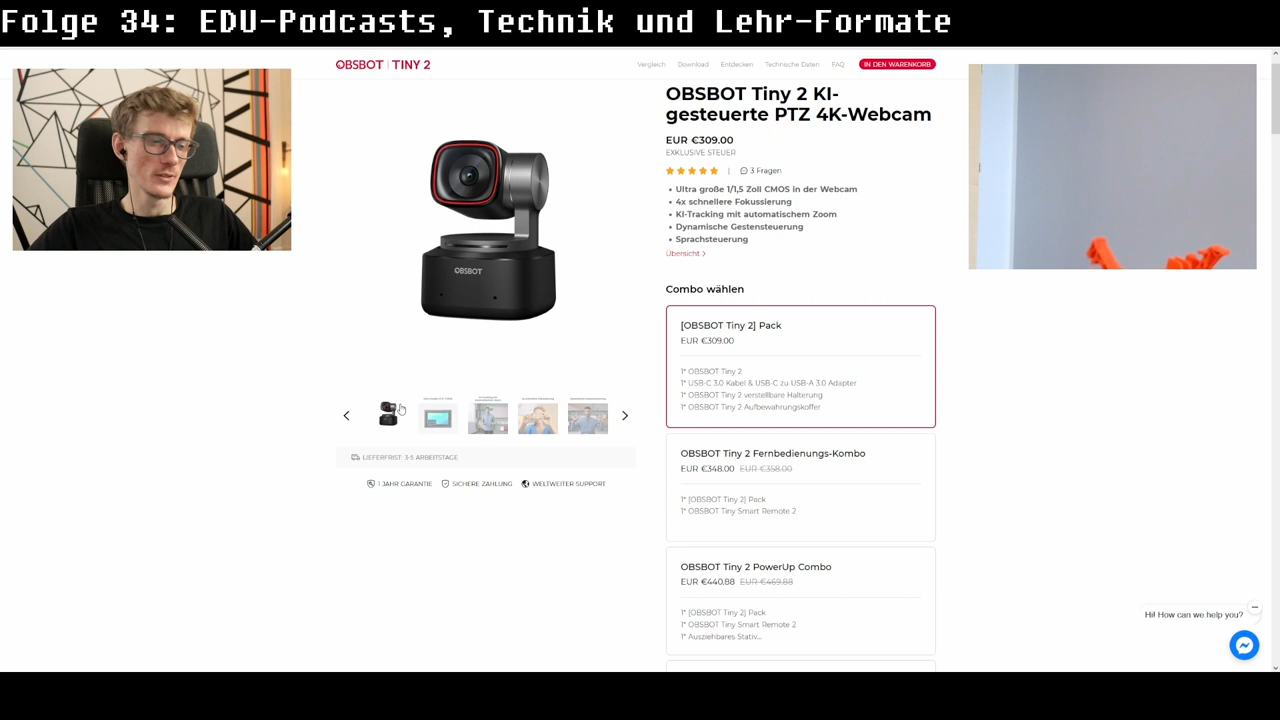 Folge 34: EDU-Podcasts, Technik und Lehr-Formate
OBSBOT | TINY 2
Vergleich Download Entdecken Technische Daten FAQ IN DEN WARENKORB
OBSBOT Tiny 2 KI-
gesteuerte PTZ 4K-Webcam
EUR €309.00
EXKLUSIVE STEUER
| 3 Fragen
• Ultra große 1/1,5 Zoll CMOS in der Webcam
• 4x schnellere Fokussierung
• KI-Tracking mit automatischem Zoom
• Dynamische Gestensteuerung
• Sprachsteuerung
Übersicht >
OBSBOT
Combo wählen
[OBSBOT Tiny 2] Pack
EUR €309.00
1* OBSBOT Tiny 2
1* USB-C 3.0 Kabel & USB-C zu USB-A 3.0 Adapter
1* OBSBOT Tiny 2 verstellbare Halterung
1* OBSBOT Tiny 2 Aufbewahrungskoffer
LIEFERFRIST: 3-5 ARBEITSTAGE
1 JAHR GARANTIE SICHERE ZAHLUNG WELTWEITER SUPPORT
OBSBOT Tiny 2 Fernbedienungs-Kombo
EUR €348.00 EUR €358.00
1* [OBSBOT Tiny 2] Pack
1* OBSBOT Tiny Smart Remote 2
OBSBOT Tiny 2 PowerUp Combo
EUR €440.88 EUR €469.88
1* [OBSBOT Tiny 2] Pack
1* OBSBOT Tiny Smart Remote 2
1* Ausziehbares Stativ...
Hi! How can we help you?